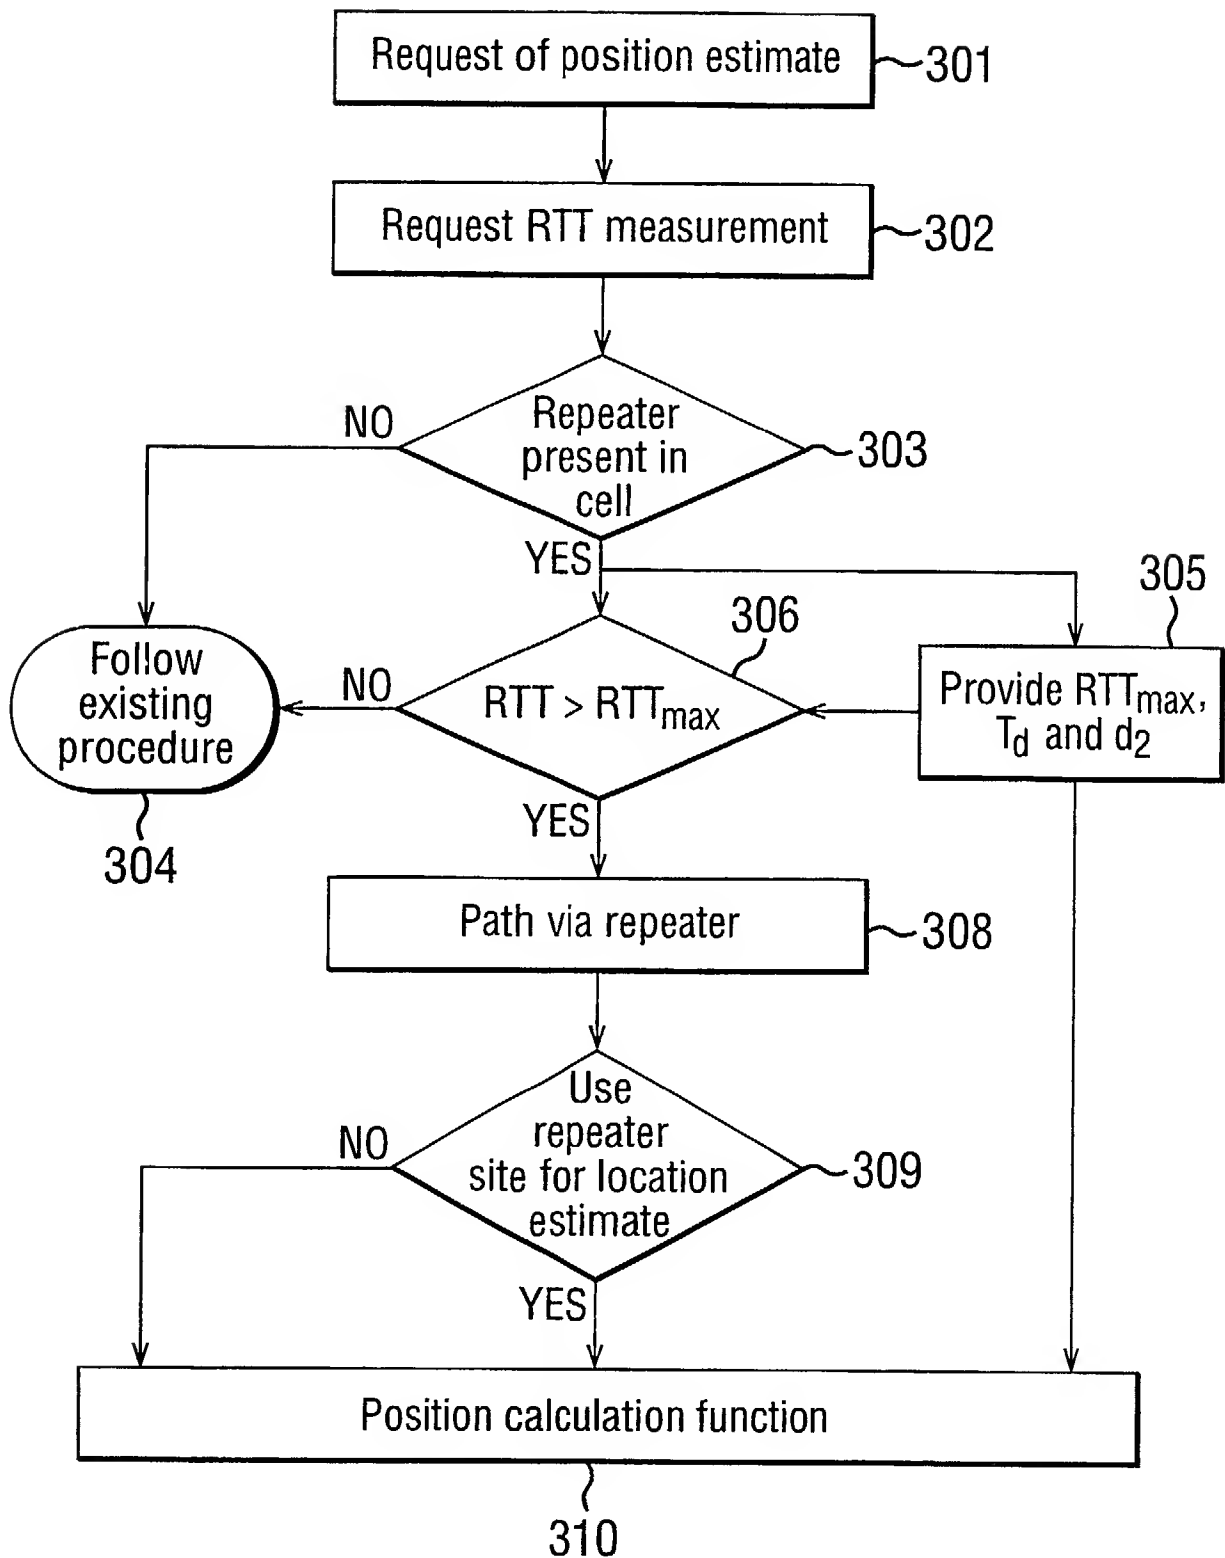 Request of position estimate
301
Request RTT measurement
302
Repeater
present in
cell
303
NO
YES
305
306
Follow
existing
procedure
NO
RTT > RTTmax
Provide RTTmax,
Td and d2
304
YES
Path via repeater
308
Use
repeater
site for location
estimate
NO
309
YES
Position calculation function
310